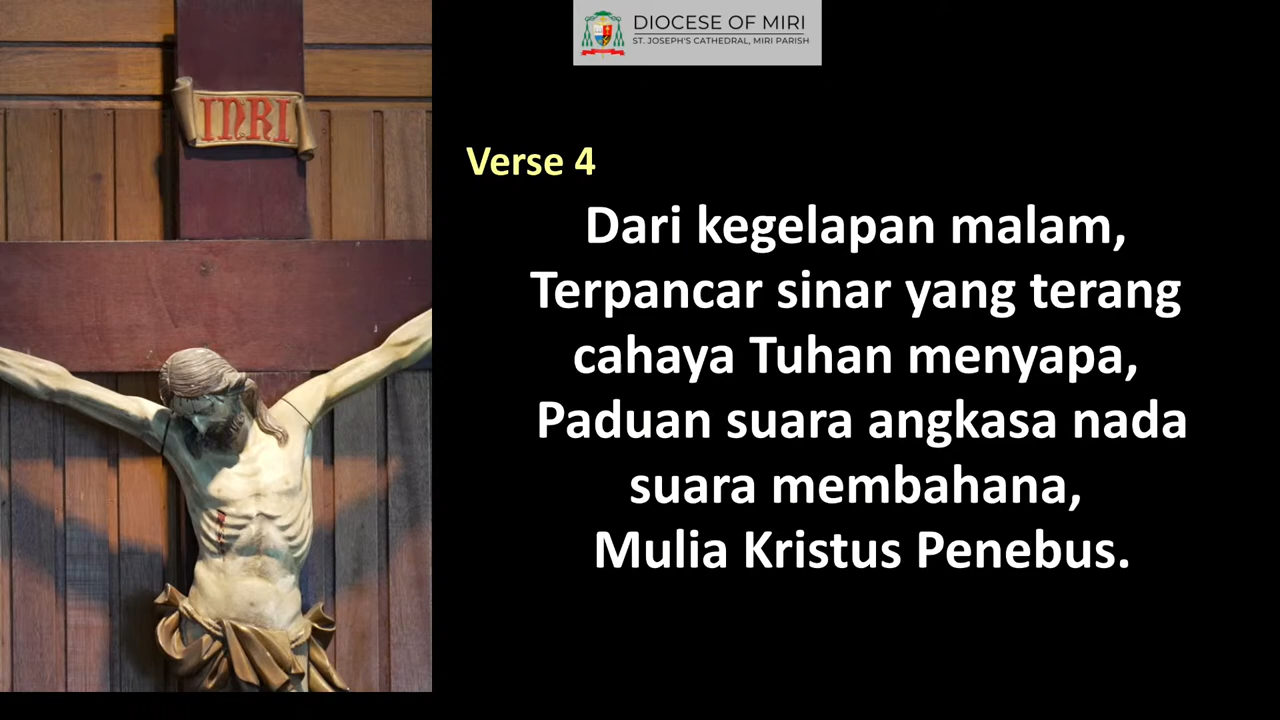 DIOCESE OF MIRI
ST. JOSEPH'S CATHEDRAL, MIRI PARISH
INRI
Verse 4
Dari kegelapan malam,
Terpancar sinar yang terang
cahaya Tuhan menyapa,
Paduan suara angkasa nada
suara membahana,
Mulia Kristus Penebus.